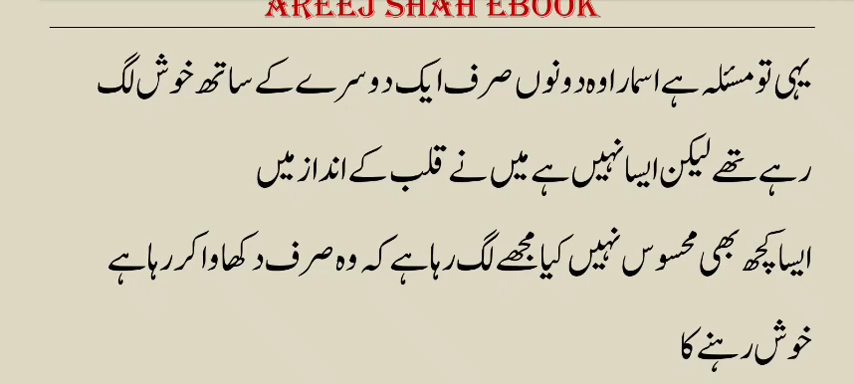 AREEJ SHAH EBOOK
یہی تو مسئلہ ہے اسمارا وہ دونوں صرف ایک دوسرے کے ساتھ خوش لگ
رہے تھے لیکن ایسا نہیں ہے میں نے قلب کے انداز میں
ایسا کچھ بھی محسوس نہیں کیا مجھے لگ رہا ہے کہ وہ صرف دکھاوا کر رہا ہے
خوش رہنے کا